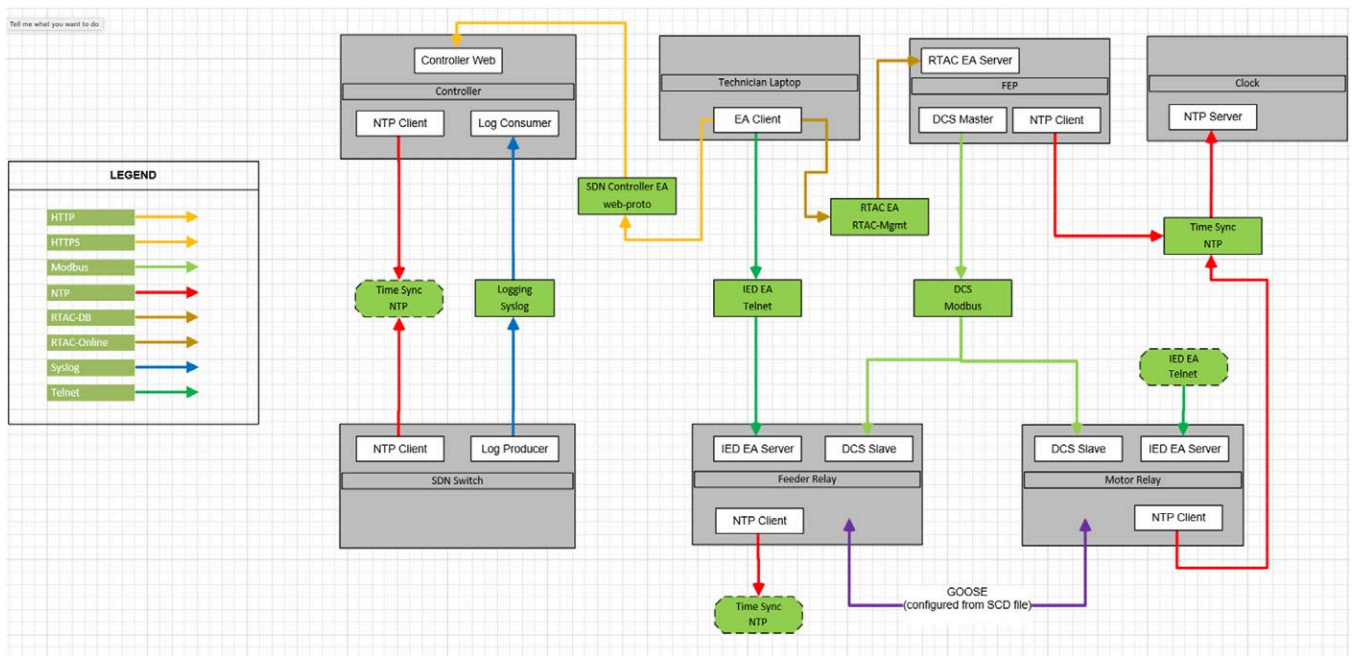 Tell me what you want to do
Controller Web
Controller
NTP Client
Log Consumer
Technician Laptop
EA Client
RTAC EA Server
FEP
DCS Master
NTP Client
Clock
NTP Server
LEGEND
HTTP
HTTPS
Modbus
NTP
RTAC-DB
RTAC-Online
Syslog
Telnet
SDN Controller EA
web-proto
RTAC EA
RTAC-Mgmt
Time Sync
NTP
Time Sync
NTP
Logging
Syslog
IED EA
Telnet
DCS
Modbus
IED EA
Telnet
NTP Client
Log Producer
SDN Switch
IED EA Server
DCS Slave
Feeder Relay
NTP Client
DCS Slave
IED EA Server
Motor Relay
NTP Client
GOOSE
(configured from SCD file)
Time Sync
NTP